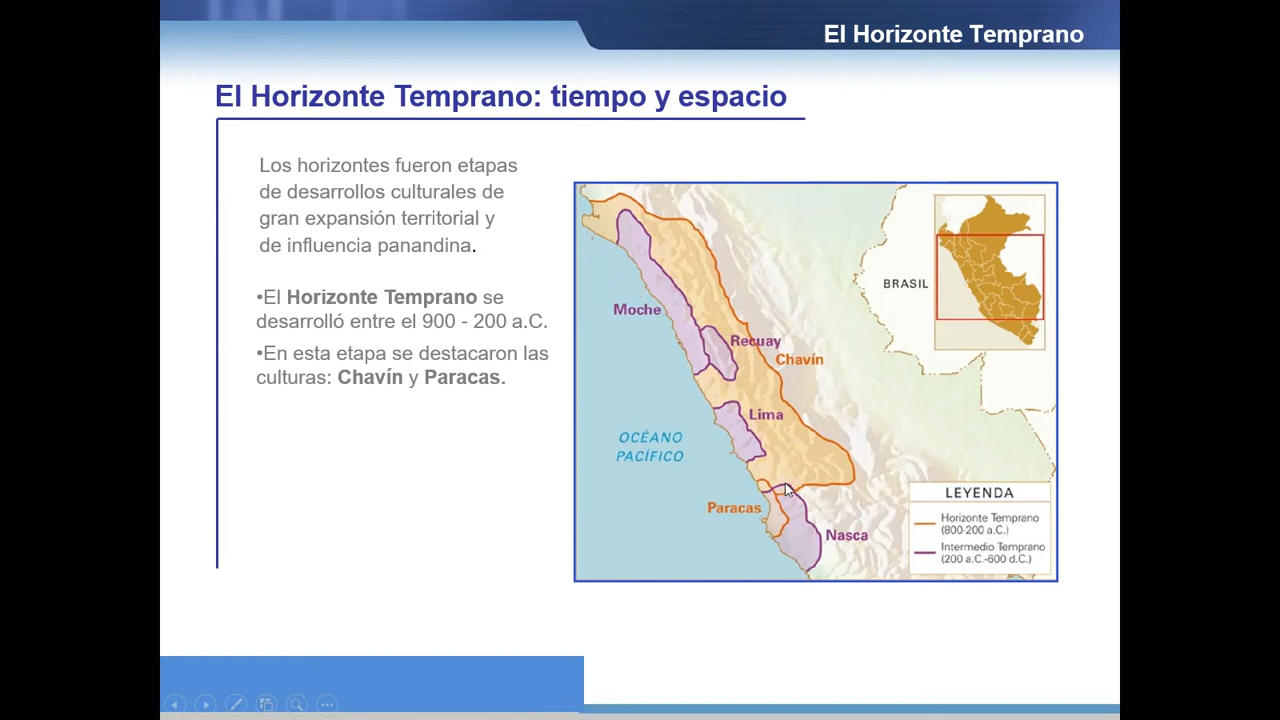 El Horizonte Temprano
El Horizonte Temprano: tiempo y espacio
Los horizontes fueron etapas
de desarrollos culturales de
gran expansión territorial y
de influencia panandina.
•El Horizonte Temprano se
desarrolló entre el 900 - 200 a.C.
•En esta etapa se destacaron las
culturas: Chavín y Paracas.
BRASIL
Moche
Recuay
Chavín
Lima
OCÉANO
PACÍFICO
Paracas
Nasca
LEYENDA
Horizonte Temprano
(800-200 a.C.)
Intermedio Temprano
(200 a.C.-600 d.C.)